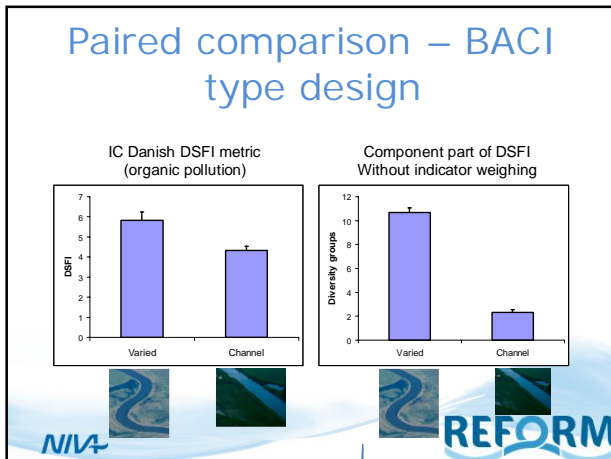 Paired comparison – BACI
type design
IC Danish DSFI metric
(organic pollution)
7
6
5
4
3
2
1
0
DSFI
Varied
Channel
Component part of DSFI
Without indicator weighing
12
10
8
6
4
2
0
Diversity groups
Varied
Channel
NIVA
REFORM